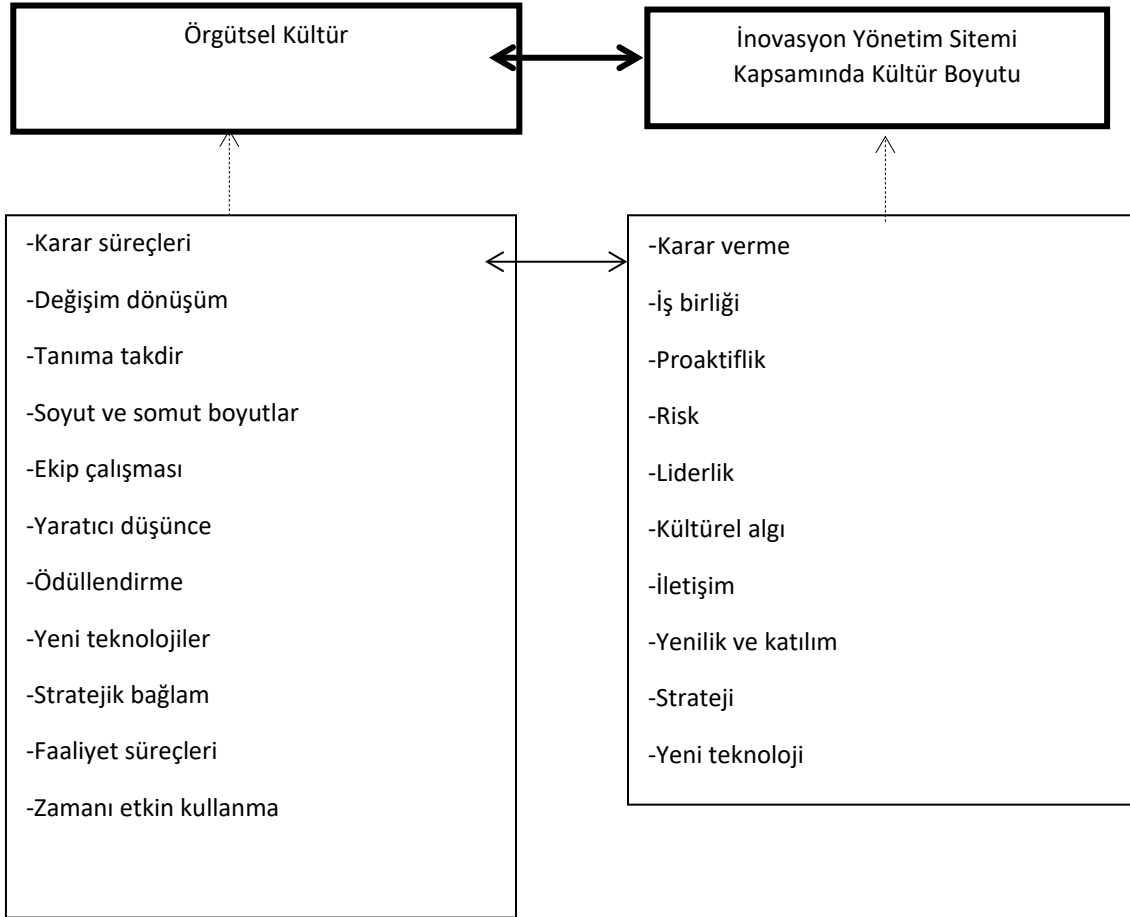 Örgütsel Kültür
İnovasyon Yönetim Sitemi
Kapsamında Kültür Boyutu
-Karar süreçleri
-Değişim dönüşüm
-Tanıma takdir
-Soyut ve somut boyutlar
-Ekip çalışması
-Yaratıcı düşünce
-Ödüllendirme
-Yeni teknolojiler
-Stratejik bağlam
-Faaliyet süreçleri
-Zamanı etkin kullanma
-Karar verme
-İş birliği
-Proaktiflik
-Risk
-Liderlik
-Kültürel algı
-İletişim
-Yenilik ve katılım
-Strateji
-Yeni teknoloji